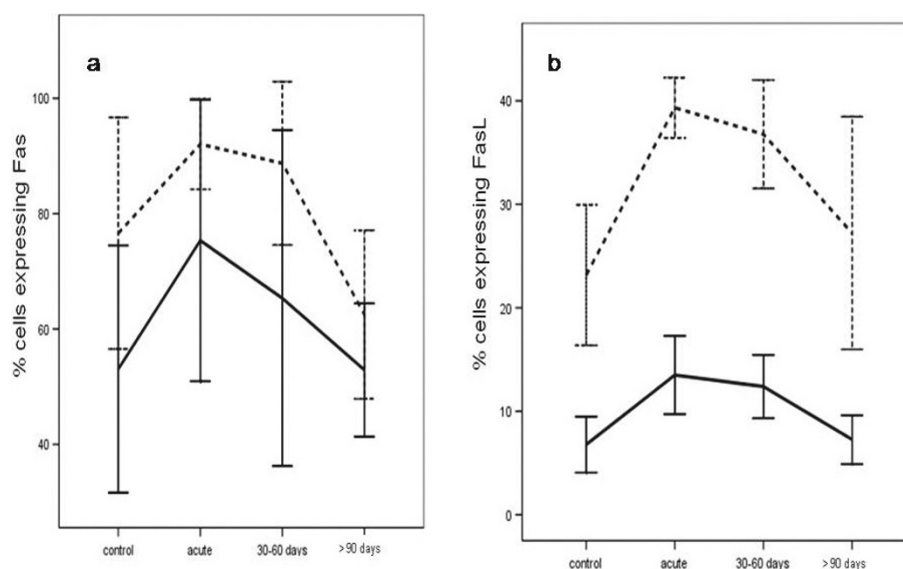 a
% cells expressing Fas
100
80
60
40
control acute 30-60 days >90 days
b
% cells expressing FasL
40
30
20
10
0
control acute 30-60 days >90 days